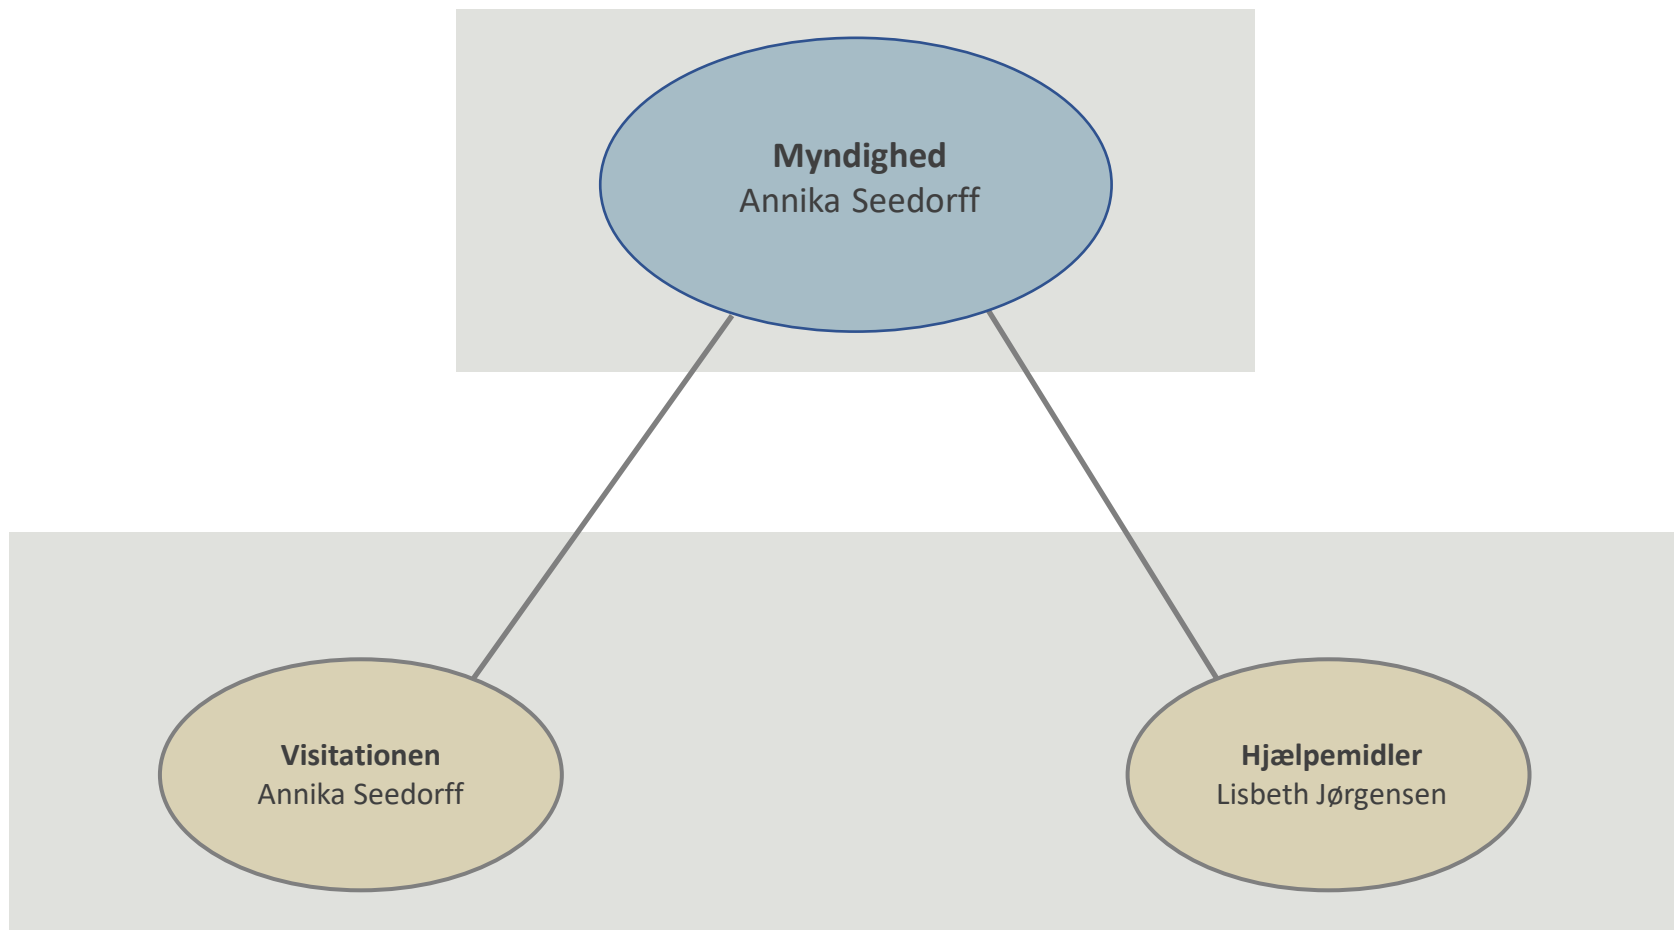 Myndighed
Annika Seedorff
Visitationen
Annika Seedorff
Hjælpemidler
Lisbeth Jørgensen